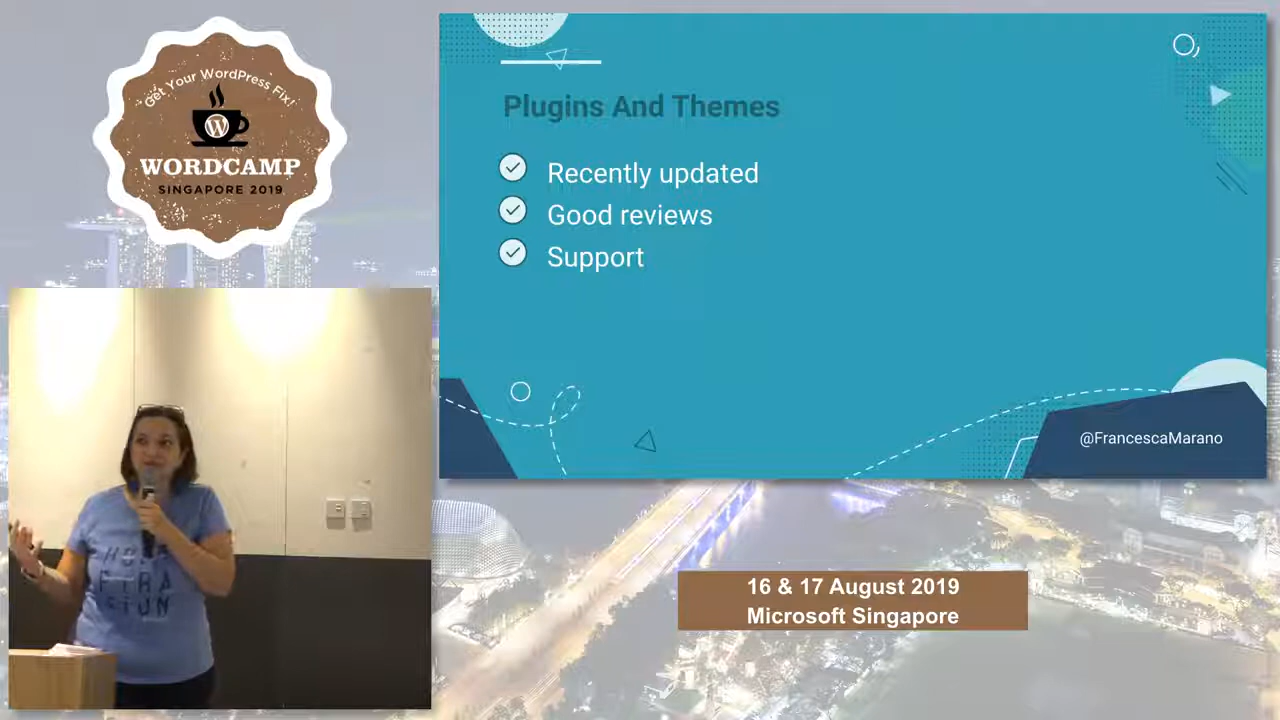 Get Your WordPress Fix!
WORDCAMP
SINGAPORE 2019
Plugins And Themes
Recently updated
Good reviews
Support
@FrancescaMarano
16 & 17 August 2019
Microsoft Singapore